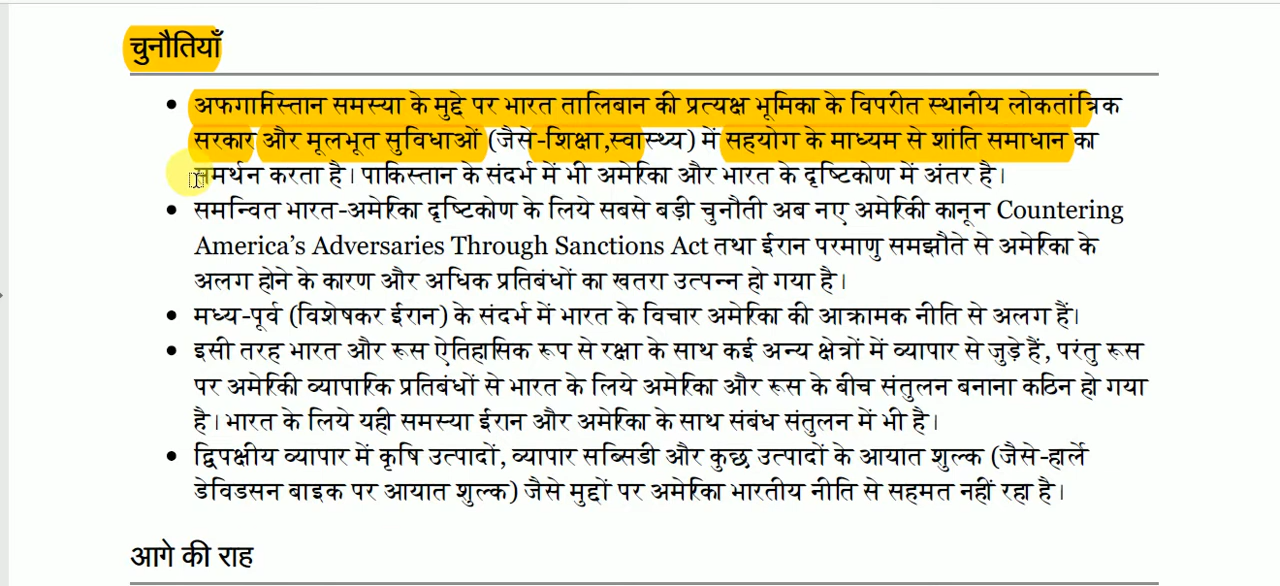 चुनौतियाँ
अफगानिस्तान समस्या के मुद्दे पर भारत तालिबान की प्रत्यक्ष भूमिका के विपरीत स्थानीय लोकतांत्रिक
सरकार और मूलभूत सुविधाओं (जैसे-शिक्षा,स्वास्थ्य) में सहयोग के माध्यम से शांति समाधान का
समर्थन करता है। पाकिस्तान के संदर्भ में भी अमेरिका और भारत के दृष्टिकोण में अंतर है।
समन्वित भारत-अमेरिका दृष्टिकोण के लिये सबसे बड़ी चुनौती अब नए अमेरिकी कानून Countering
America’s Adversaries Through Sanctions Act तथा ईरान परमाणु समझौते से अमेरिका के
अलग होने के कारण और अधिक प्रतिबंधों का खतरा उत्पन्न हो गया है।
मध्य-पूर्व (विशेषकर ईरान) के संदर्भ में भारत के विचार अमेरिका की आक्रामक नीति से अलग हैं।
इसी तरह भारत और रूस ऐतिहासिक रूप से रक्षा के साथ कई अन्य क्षेत्रों में व्यापार से जुड़े हैं, परंतु रूस
पर अमेरिकी व्यापारिक प्रतिबंधों से भारत के लिये अमेरिका और रूस के बीच संतुलन बनाना कठिन हो गया
है। भारत के लिये यही समस्या ईरान और अमेरिका के साथ संबंध संतुलन में भी है।
द्विपक्षीय व्यापार में कृषि उत्पादों, व्यापार सब्सिडी और कुछ उत्पादों के आयात शुल्क (जैसे-हार्ले
डेविडसन बाइक पर आयात शुल्क) जैसे मुद्दों पर अमेरिका भारतीय नीति से सहमत नहीं रहा है।
आगे की राह